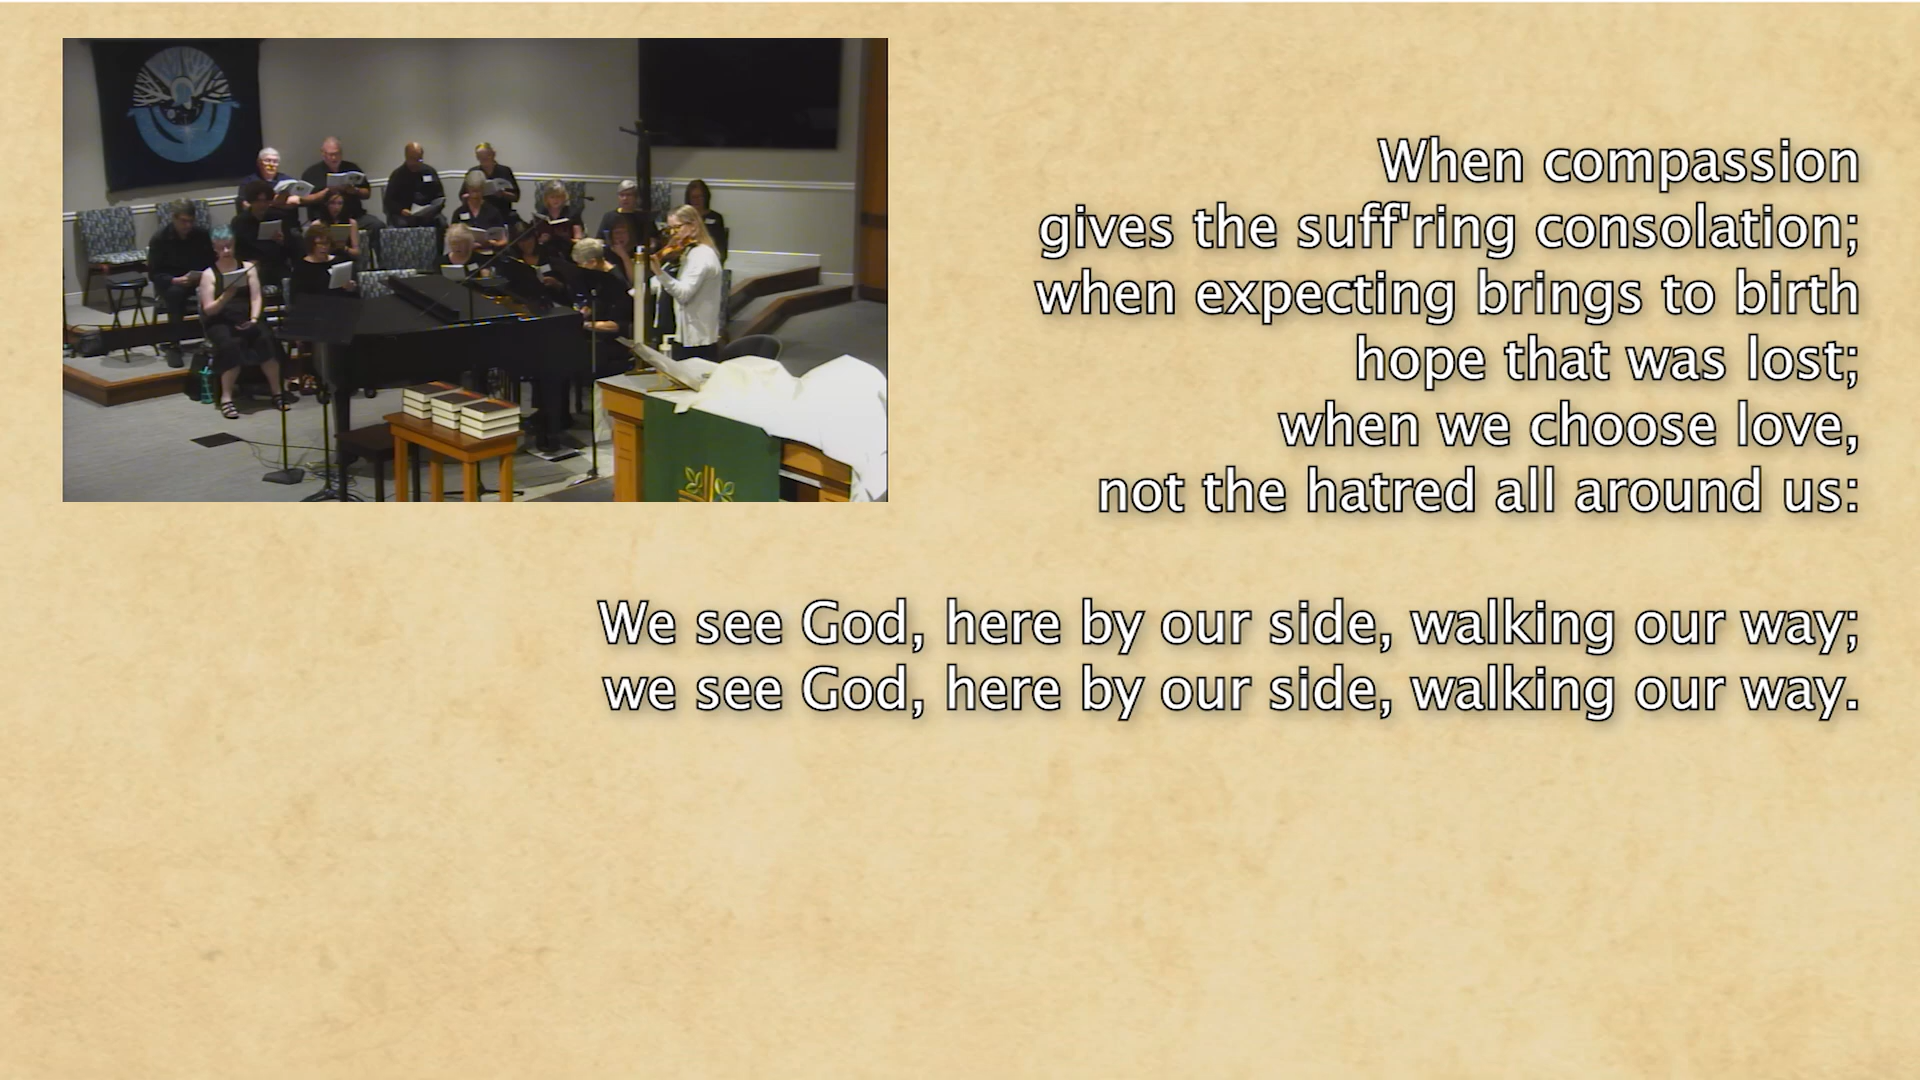 When compassion
gives the suff'ring consolation;
when expecting brings to birth
hope that was lost;
when we choose love,
not the hatred all around us:
We see God, here by our side, walking our way;
we see God, here by our side, walking our way.